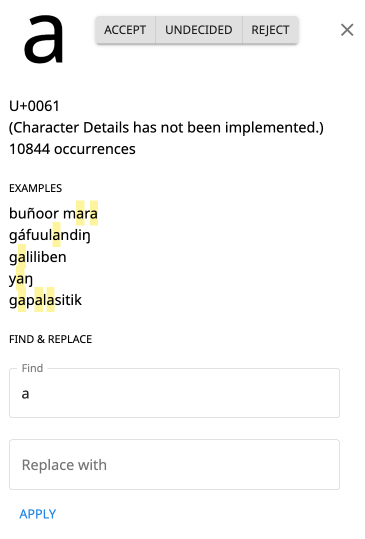 a
ACCEPT UNDECIDED REJECT
U+0061
(Character Details has not been implemented.)
10844 occurrences
EXAMPLES
buñoor mara
gáfuulandiŋ
galiliben
yaŋ
gapalasitik
FIND & REPLACE
Find
a
Replace with
APPLY